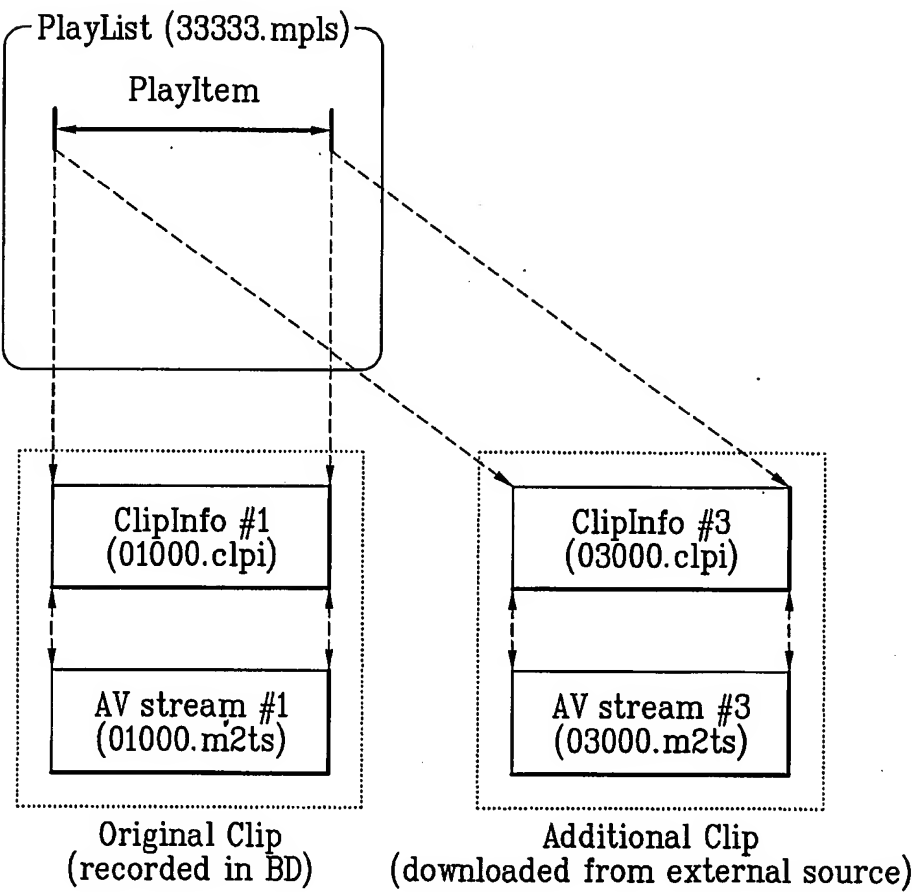 PlayList (33333.mpls)
PlayItem
ClipInfo #1
(01000.clpi)
ClipInfo #3
(03000.clpi)
AV stream #1
(01000.m2ts)
AV stream #3
(03000.m2ts)
Original Clip
(recorded in BD)
Additional Clip
(downloaded from external source)